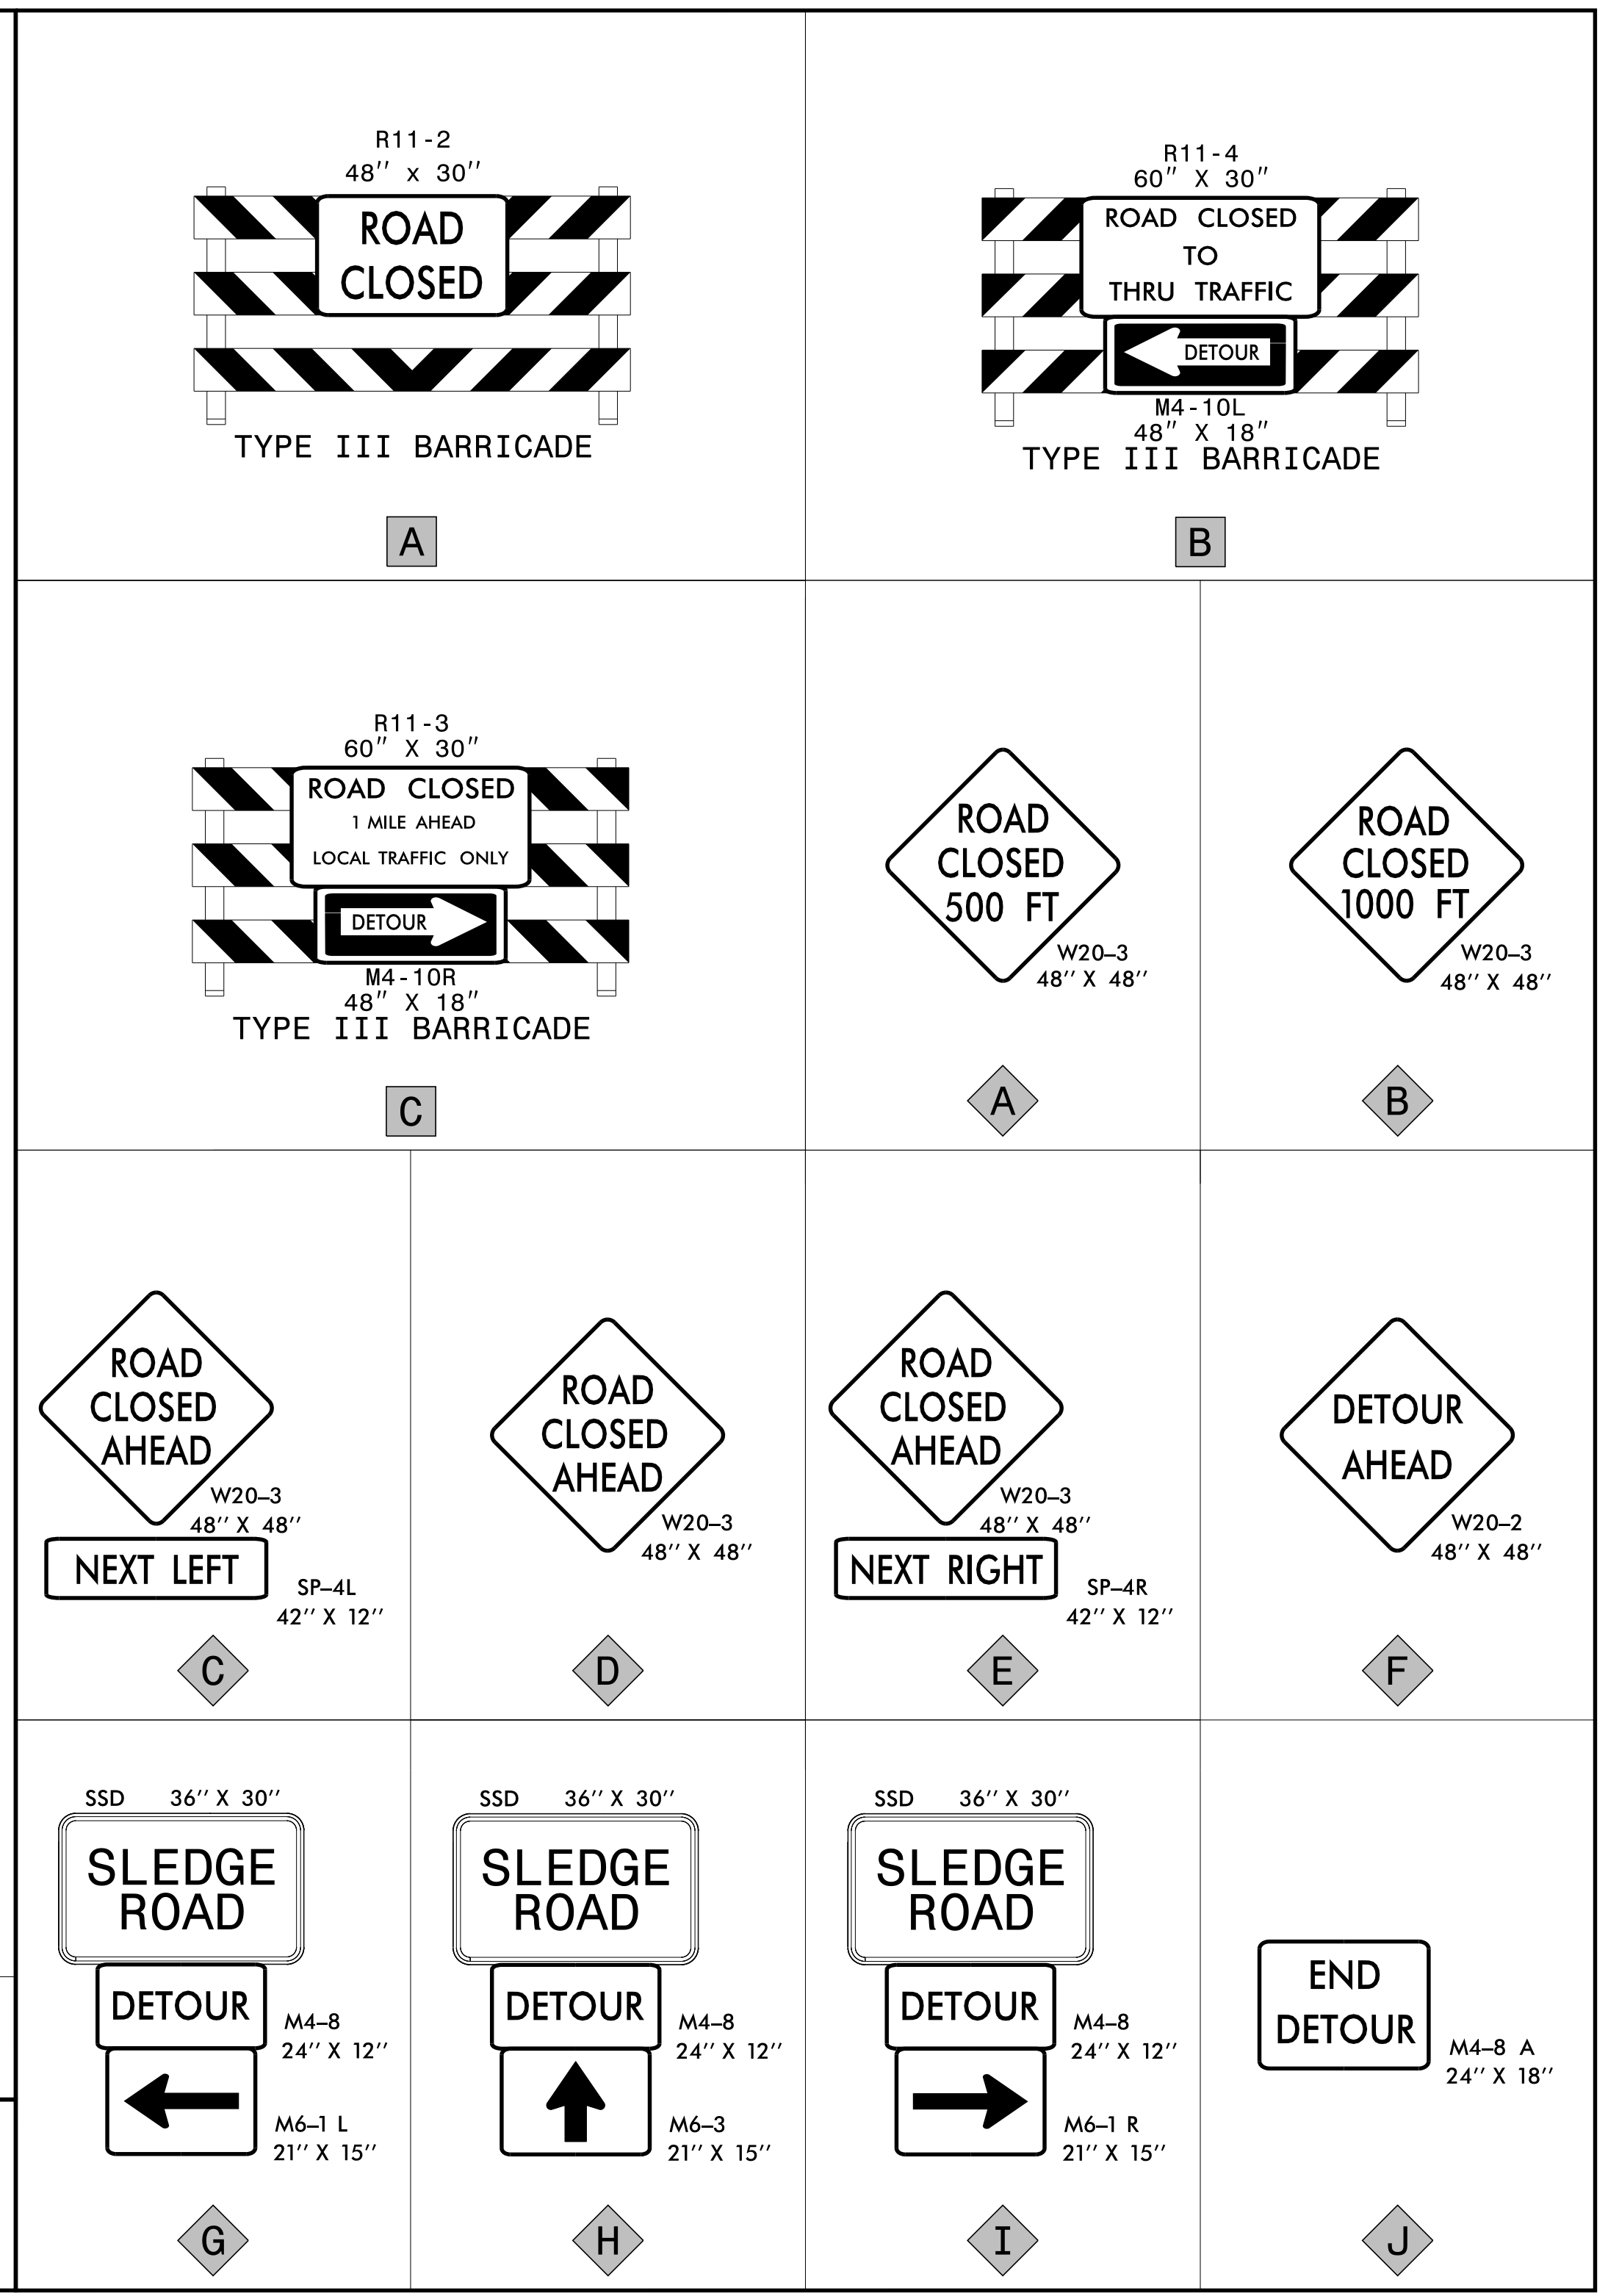 R11-2
48" x 30"
ROAD
CLOSED
TYPE III BARRICADE
A
R11-4
60" X 30"
ROAD CLOSED
TO
THRU TRAFFIC
DETOUR
M4-10L
48" X 18"
TYPE III BARRICADE
B
R11-3
60" X 30"
ROAD CLOSED
1 MILE AHEAD
LOCAL TRAFFIC ONLY
DETOUR
M4-10R
48" X 18"
TYPE III BARRICADE
C
ROAD
CLOSED
500 FT
W20-3
48" X 48"
A
ROAD
CLOSED
1000 FT
W20-3
48" X 48"
B
ROAD
CLOSED
AHEAD
W20-3
48" X 48"
NEXT LEFT
SP-4L
42" X 12"
C
ROAD
CLOSED
AHEAD
W20-3
48" X 48"
D
ROAD
CLOSED
AHEAD
W20-3
48" X 48"
NEXT RIGHT
SP-4R
42" X 12"
E
DETOUR
AHEAD
W20-2
48" X 48"
F
SSD 36" X 30"
SLEDGE
ROAD
DETOUR
M4-8
24" X 12"
M6-1 L
21" X 15"
G
SSD 36" X 30"
SLEDGE
ROAD
DETOUR
M4-8
24" X 12"
M6-3
21" X 15"
H
SSD 36" X 30"
SLEDGE
ROAD
DETOUR
M4-8
24" X 12"
M6-1 R
21" X 15"
I
END
DETOUR
M4-8 A
24" X 18"
J